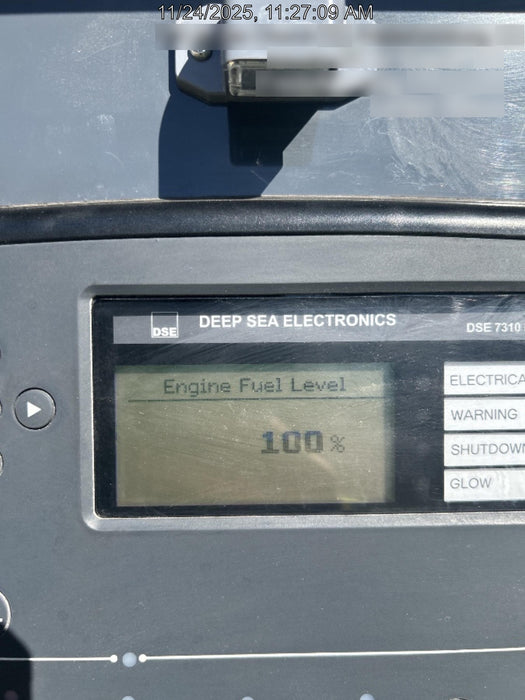 11/24/2025, 11:27:09 AM
DSE
DEEP SEA ELECTRONICS
DSE 7310
Engine Fuel Level
100%
ELECTRICA
WARNING
SHUTDOWN
GLOW